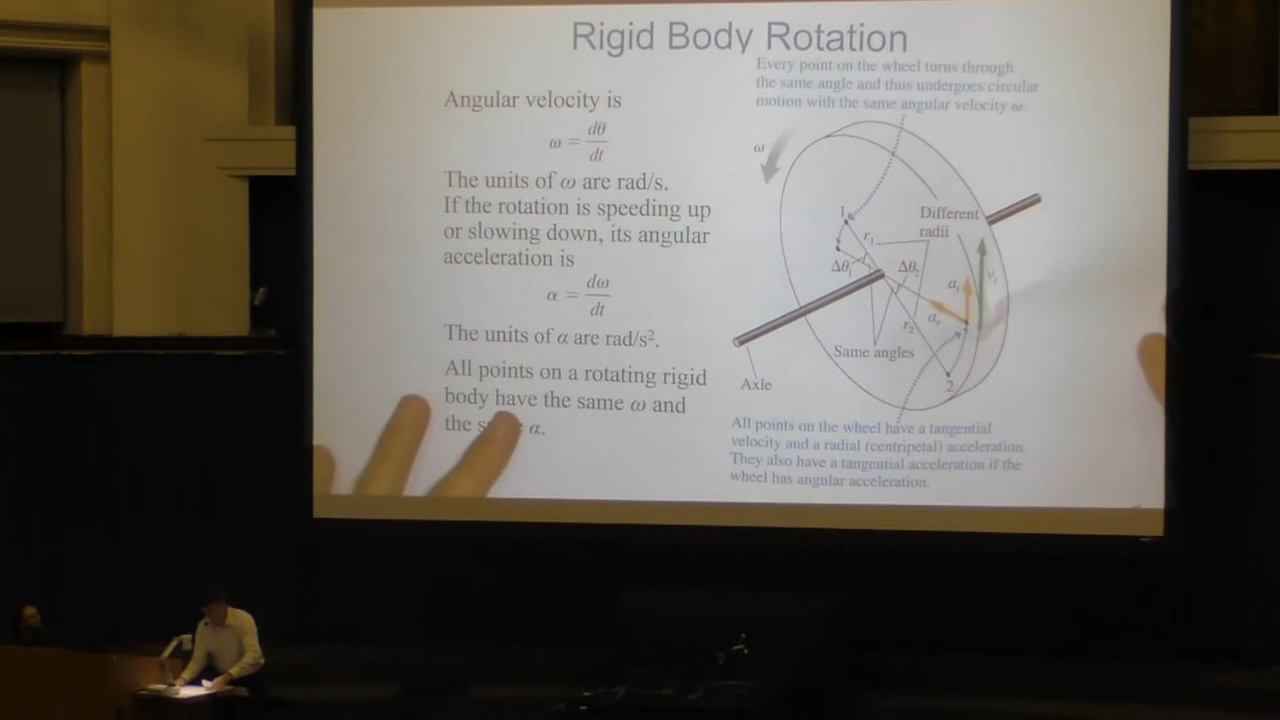 Rigid Body Rotation
Angular velocity is
ω = dθ/dt
The units of ω are rad/s.
If the rotation is speeding up
or slowing down, its angular
acceleration is
α = dω/dt
The units of α are rad/s².
All points on a rotating rigid
body have the same ω and
the α.
Every point on the wheel turns through
the same angle and thus undergoes circular
motion with the same angular velocity ω.
ω
1
Different
radii
r₁
Δθ₁
Δθ₂
vₜ
aₜ
aᵣ
r₂
Same angles
Axle
2
All points on the wheel have a tangential
velocity and a radial (centripetal) acceleration.
They also have a tangential acceleration if the
wheel has angular acceleration.